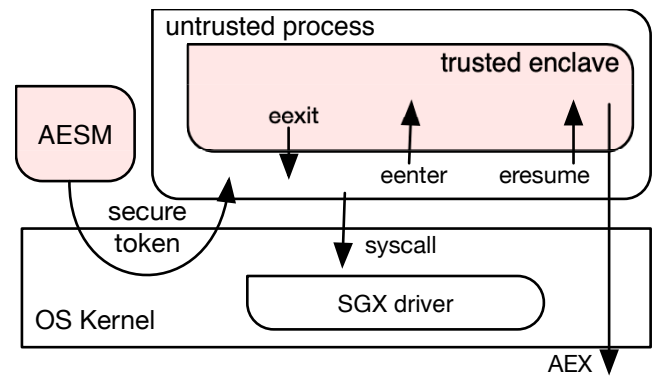 untrusted process
trusted enclave
AESM
eexit
eenter
eresume
secure
token
syscall
SGX driver
OS Kernel
AEX